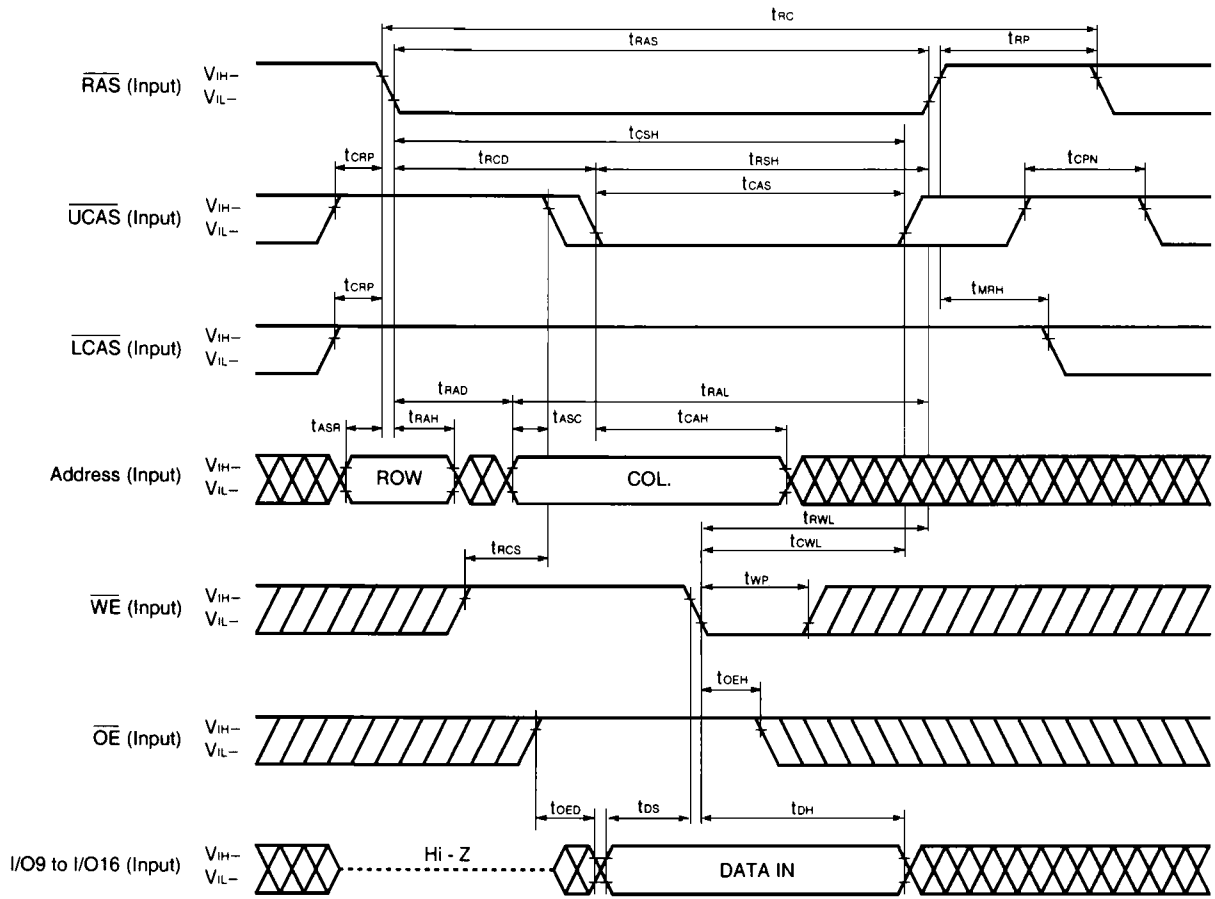 tRC
tRAS
tRP
RAS (Input)
VIH–
VIL–
tCSH
tCRP
tRCD
tRSH
tCPN
tCAS
UCAS (Input)
VIH–
VIL–
tCRP
tMRH
LCAS (Input)
VIH–
VIL–
tRAD
tRAL
tASR
tRAH
tASC
tCAH
Address (Input)
VIH–
VIL–
ROW
COL.
tRWL
tRCS
tCWL
tWP
WE (Input)
VIH–
VIL–
tOEH
OE (Input)
VIH–
VIL–
tOED
tDS
tDH
I/O9 to I/O16 (Input)
VIH–
VIL–
Hi - Z
DATA IN